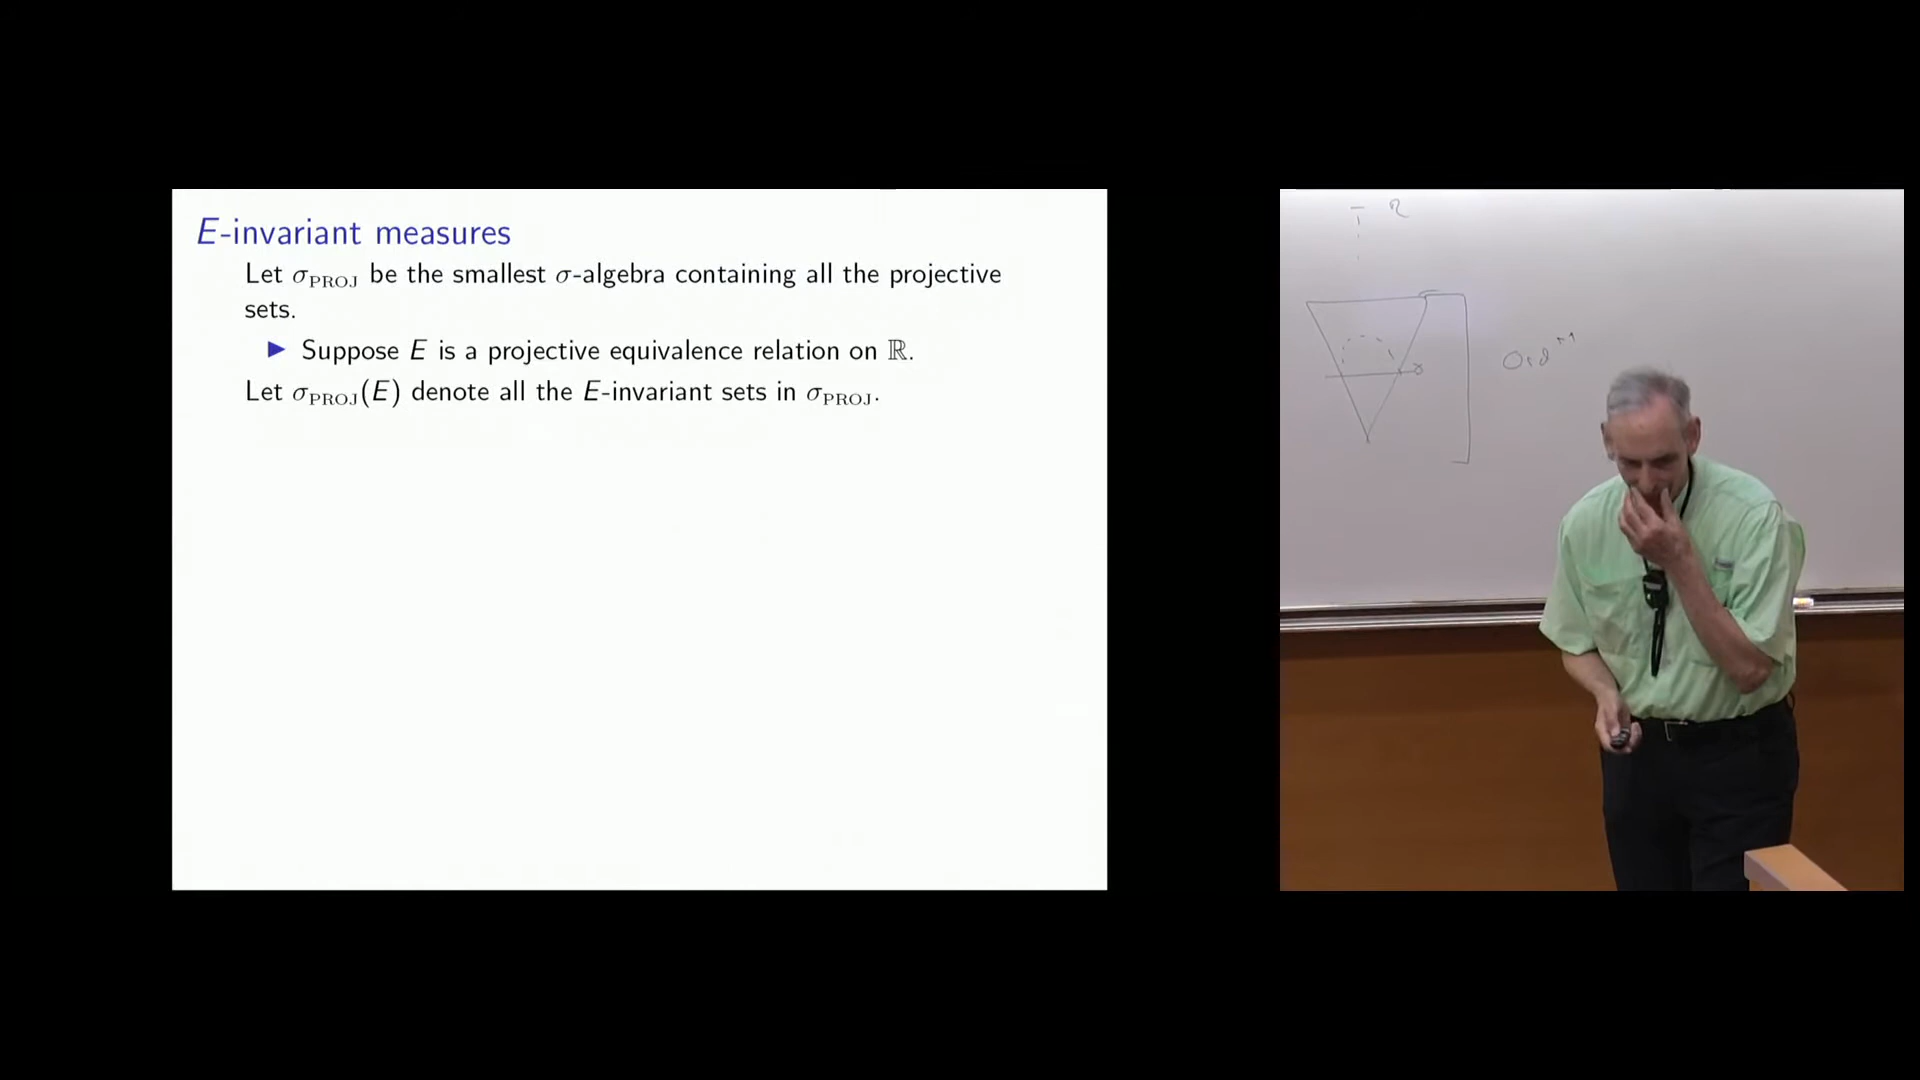 E-invariant measures
Let σ_PROJ be the smallest σ-algebra containing all the projective
sets.
▶ Suppose E is a projective equivalence relation on ℝ.
Let σ_PROJ(E) denote all the E-invariant sets in σ_PROJ.
Ord^M